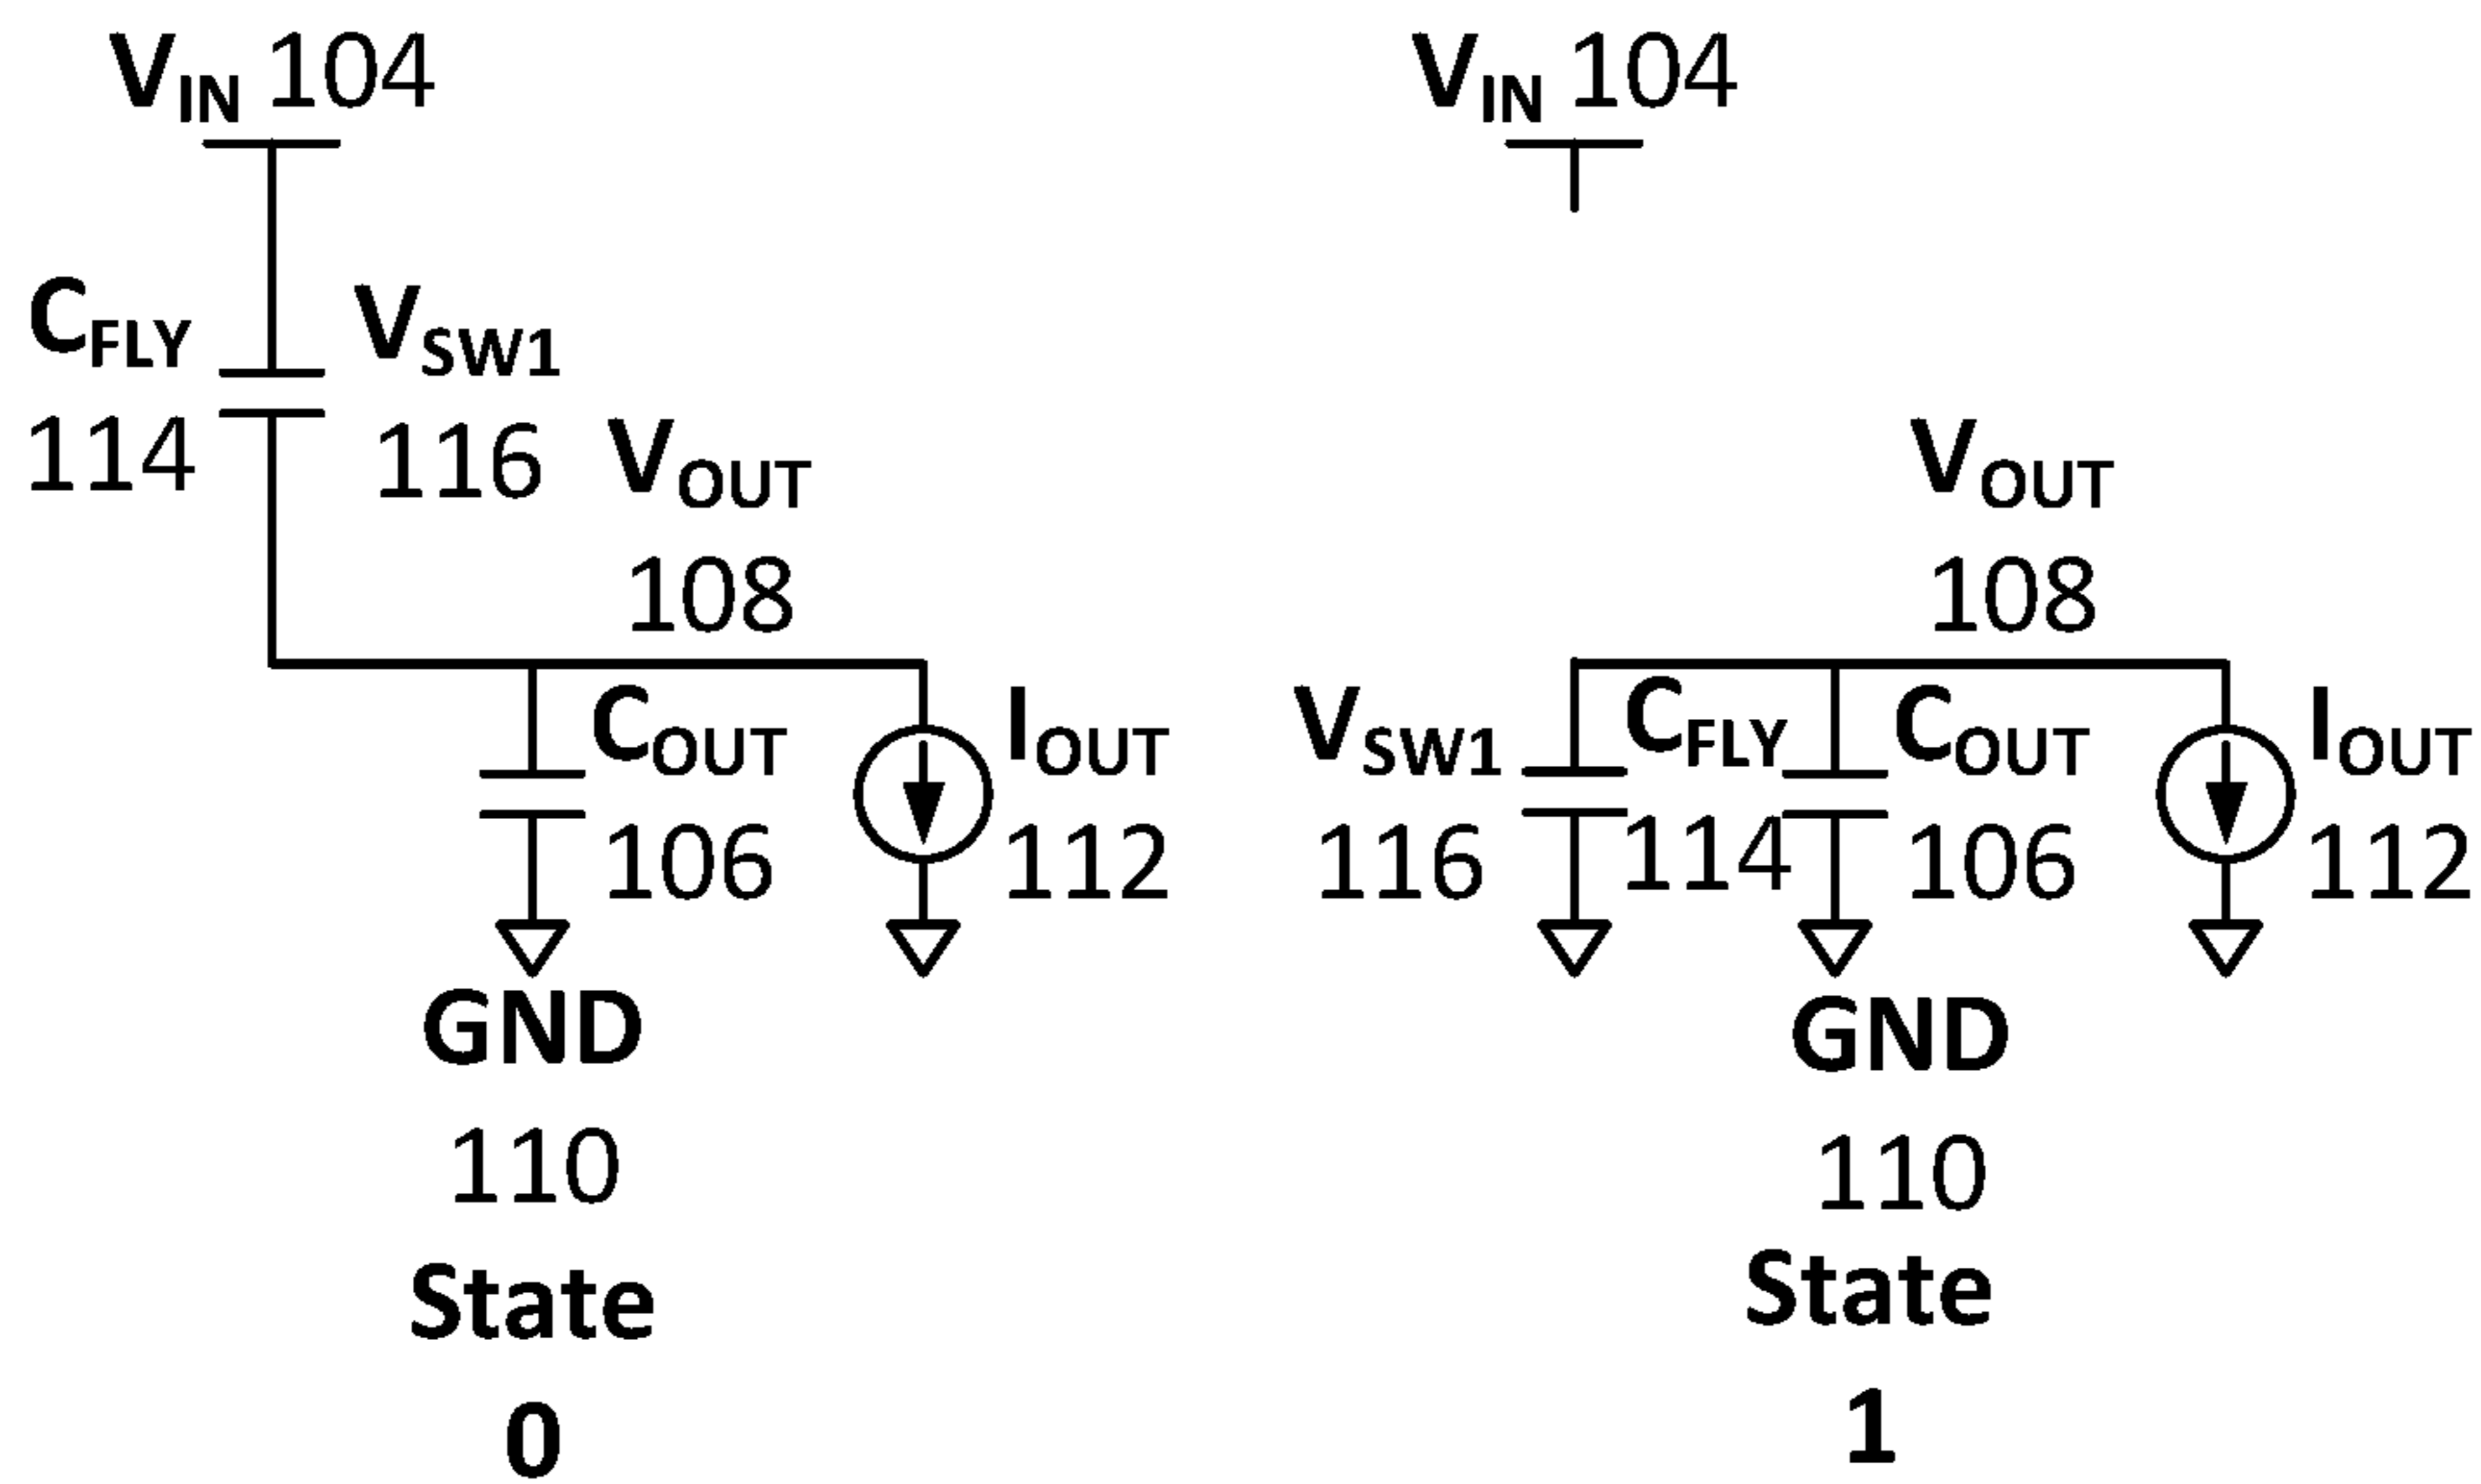 VIN 104
CFLY
114
VSW1
116
VOUT
108
COUT
106
IOUT
112
GND
110
State
0
VIN 104
VOUT
108
VSW1
116
CFLY
114
COUT
106
IOUT
112
GND
110
State
1